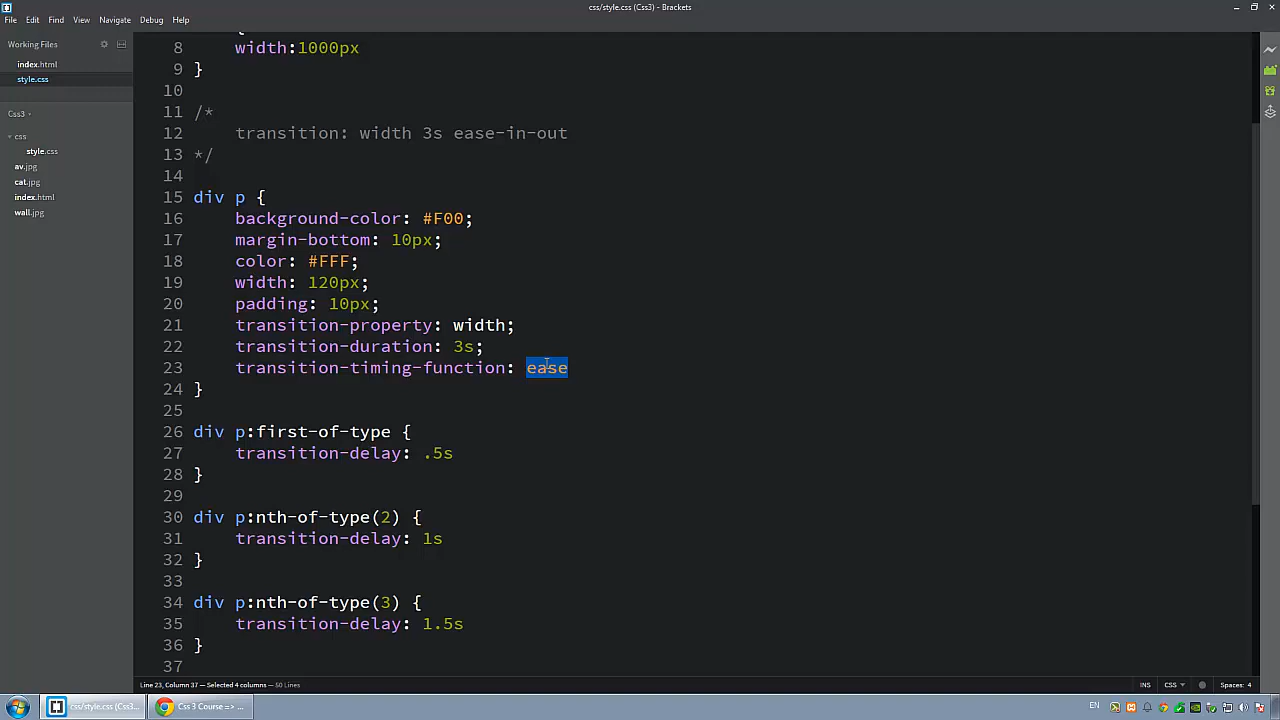 css/style.css (Css3) - Brackets
File Edit Find View Navigate Debug Help
Working Files
index.html
style.css
Css3
css
style.css
av.jpg
cat.jpg
index.html
wall.jpg
8 width:1000px
9 }
10
11 /*
12 transition: width 3s ease-in-out
13 */
14
15 div p {
16 background-color: #F00;
17 margin-bottom: 10px;
18 color: #FFF;
19 width: 120px;
20 padding: 10px;
21 transition-property: width;
22 transition-duration: 3s;
23 transition-timing-function: ease
24 }
25
26 div p:first-of-type {
27 transition-delay: .5s
28 }
29
30 div p:nth-of-type(2) {
31 transition-delay: 1s
32 }
33
34 div p:nth-of-type(3) {
35 transition-delay: 1.5s
36 }
37
Line 23, Column 37 - Selected 4 columns - 50 Lines
INS CSS Spaces: 4
css/style.css (Css3... Css 3 Course => ... EN